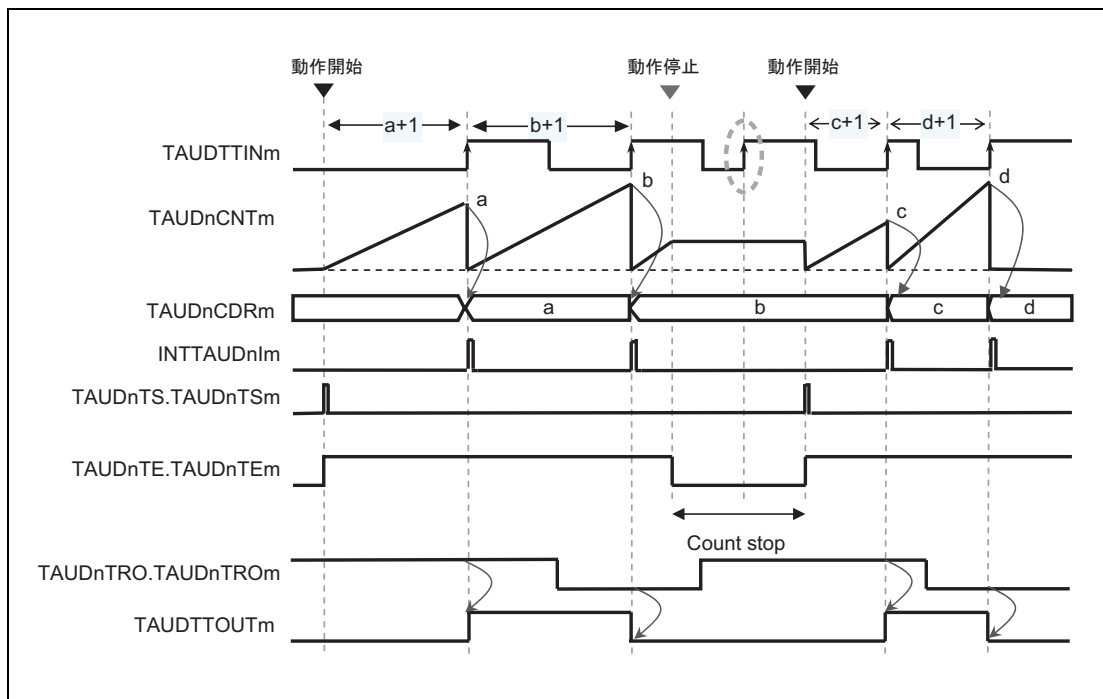 動作開始 動作停止 動作開始
a+1 b+1 c+1 d+1
TAUDTTINm
a b c d
TAUDnCNTm
TAUDnCDRm a b c d
INTTAUDnIm
TAUDnTS.TAUDnTSm
TAUDnTE.TAUDnTEm
Count stop
TAUDnTRO.TAUDnTROm
TAUDTTOUTm